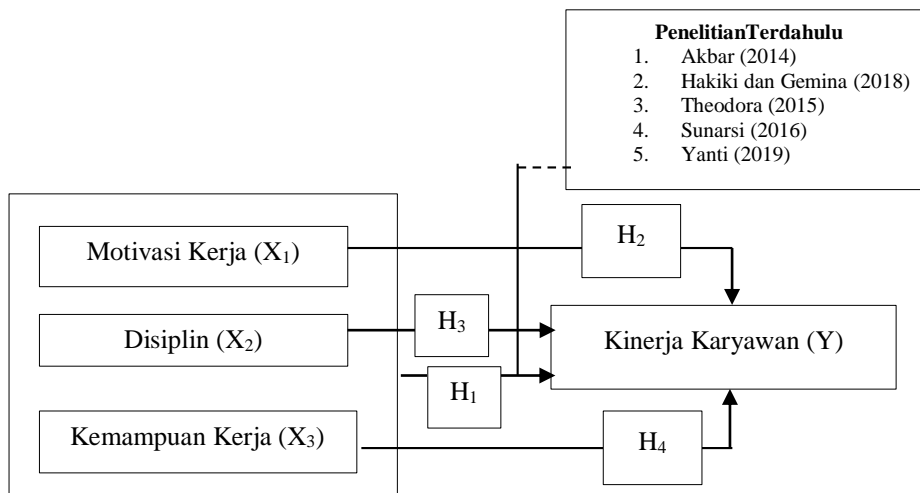 PenelitianTerdahulu
1. Akbar (2014)
2. Hakiki dan Gemina (2018)
3. Theodora (2015)
4. Sunarsi (2016)
5. Yanti (2019)
Motivasi Kerja (X₁)
H₂
Disiplin (X₂)
H₃
Kinerja Karyawan (Y)
H₁
Kemampuan Kerja (X₃)
H₄